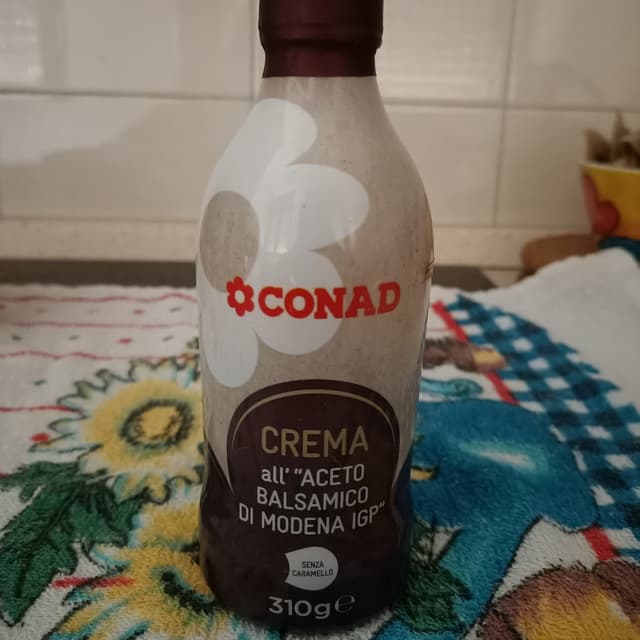 CONAD
CREMA
all' "ACETO
BALSAMICO
DI MODENA IGP"
SENZA
CARAMELLO
310g℮